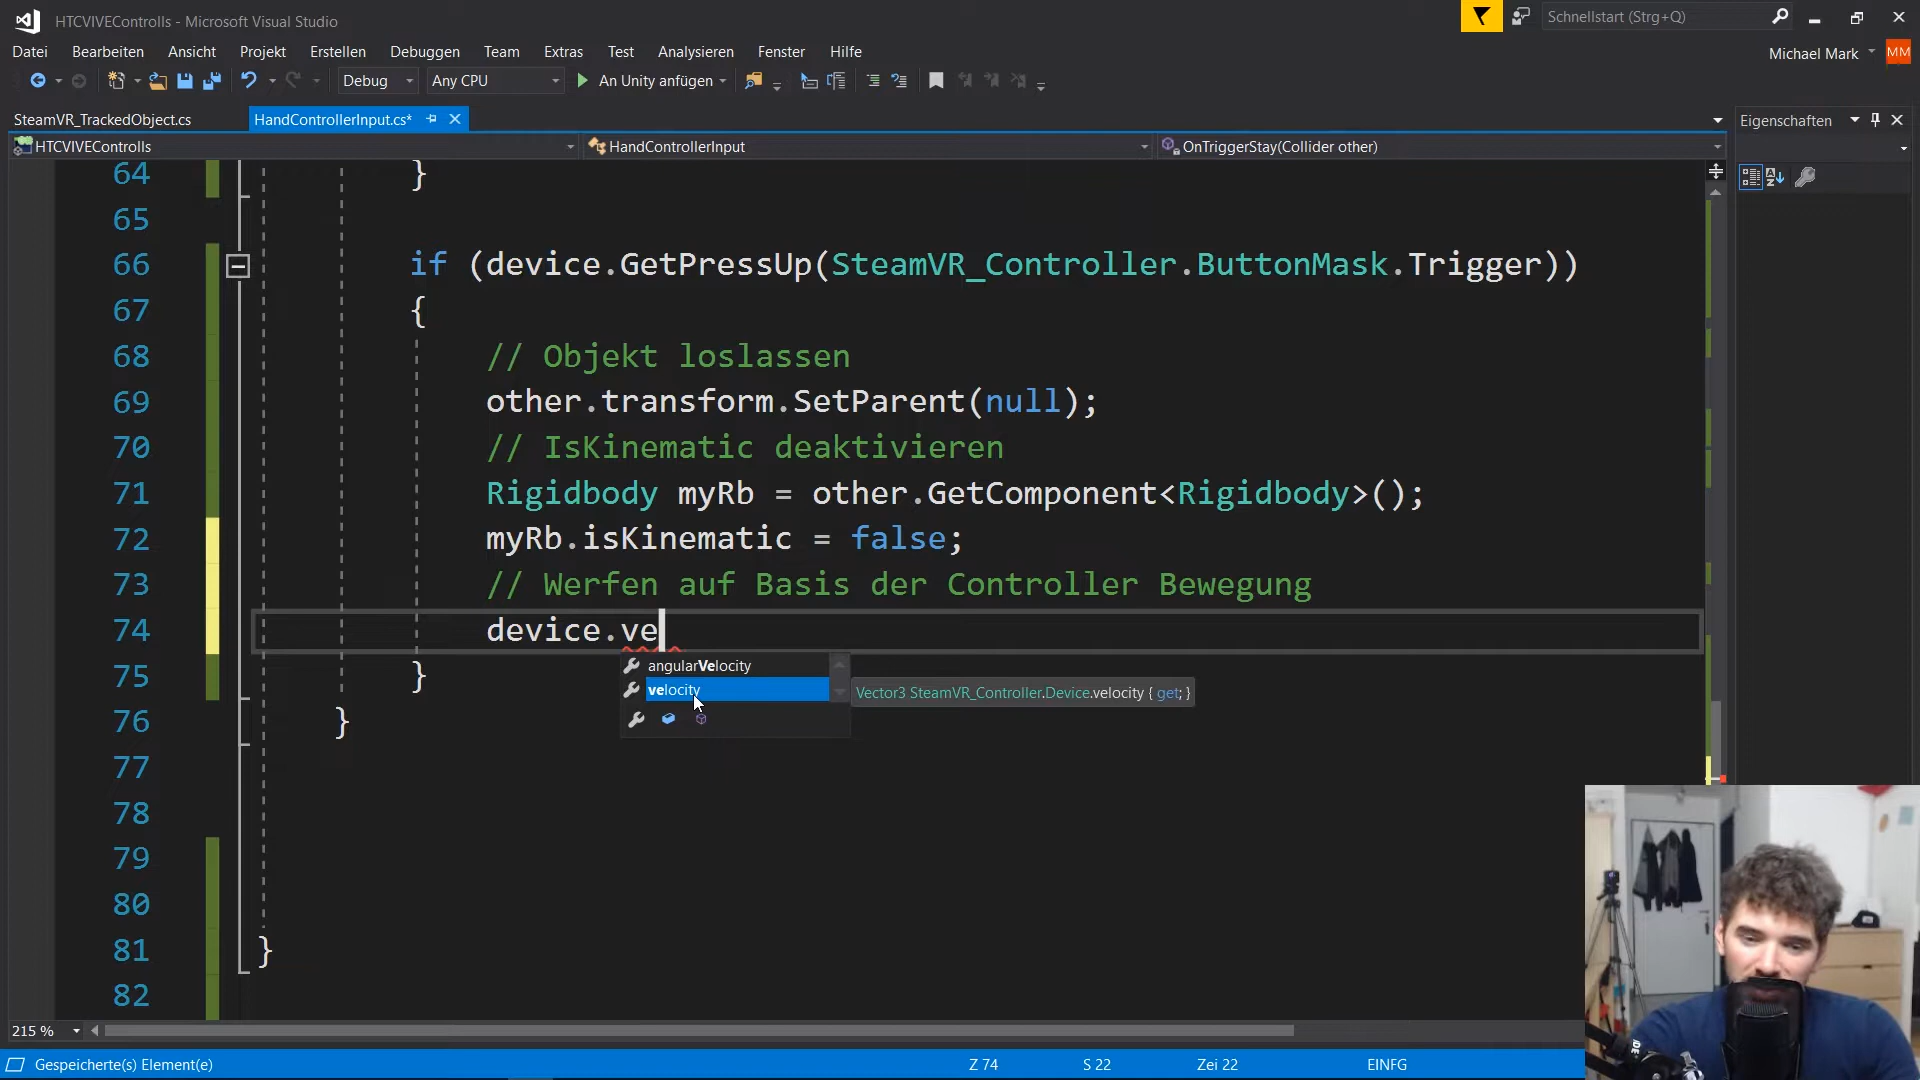 HTCVIVEControlls - Microsoft Visual Studio
Schnellstart (Strg+Q)
Datei Bearbeiten Ansicht Projekt Erstellen Debuggen Team Extras Test Analysieren Fenster Hilfe
Michael Mark MM
Debug Any CPU An Unity anfügen
SteamVR_TrackedObject.cs HandControllerInput.cs* Eigenschaften
HTCVIVEControlls HandControllerInput OnTriggerStay(Collider other)
64 }
65
66 if (device.GetPressUp(SteamVR_Controller.ButtonMask.Trigger))
67 {
68 // Objekt loslassen
69 other.transform.SetParent(null);
70 // IsKinematic deaktivieren
71 Rigidbody myRb = other.GetComponent<Rigidbody>();
72 myRb.isKinematic = false;
73 // Werfen auf Basis der Controller Bewegung
74 device.ve
angularVelocity
75 }
velocity Vector3 SteamVR_Controller.Device.velocity { get; }
76 }
77
78
79
80
81 }
82
215 %
Gespeicherte(s) Element(e) Z 74 S 22 Zei 22 EINFG